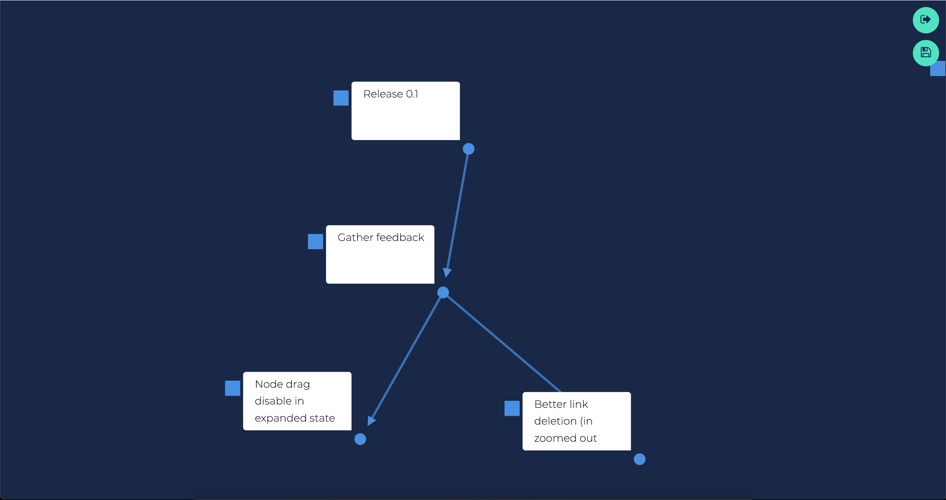 Release 0.1
Gather feedback
Node drag
disable in
expanded state
Better link
deletion (in
zoomed out